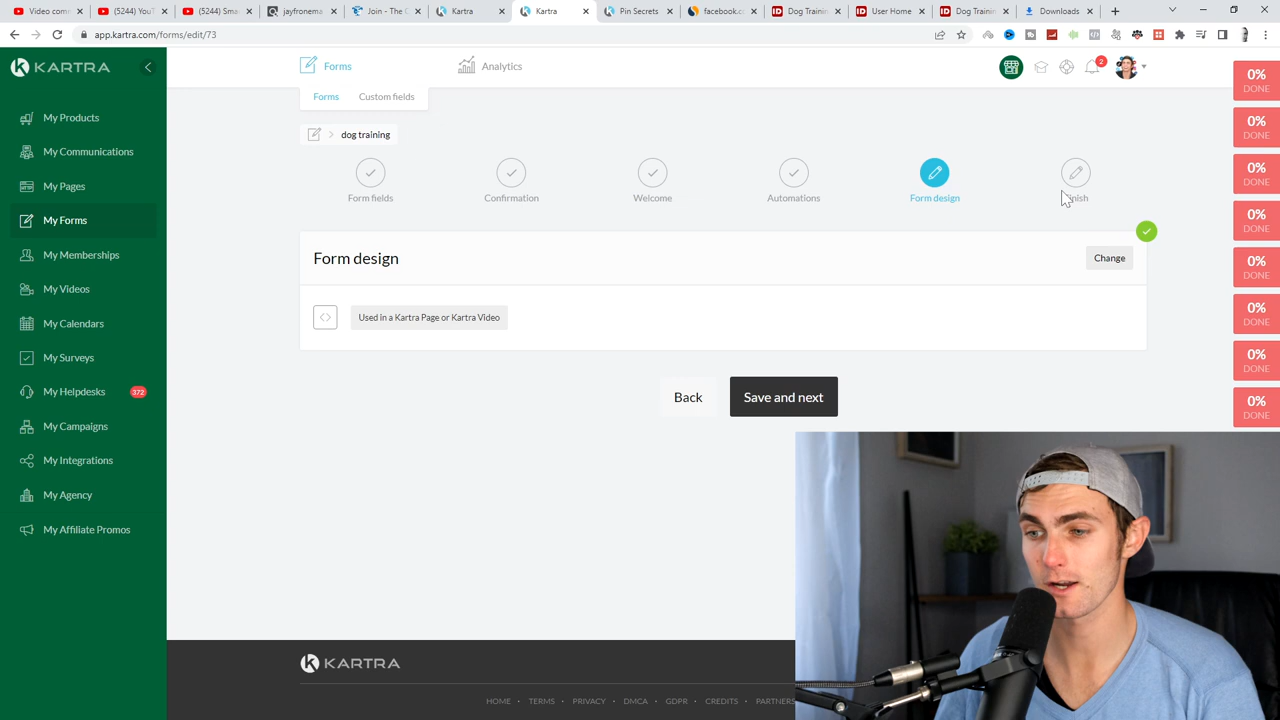 Video com
(5244) YouT
(5244) Sma
jayfronema
Join - The C
Kartra
Kartra
Pin Secrets
facebook.c
Dog Training
User Home
Dog Traini
Downloads
app.kartra.com/forms/edit/73
KARTRA
Forms
Analytics
2
Forms
Custom fields
dog training
Form fields
Confirmation
Welcome
Automations
Form design
Finish
My Products
My Communications
My Pages
My Forms
My Memberships
My Videos
My Calendars
My Surveys
My Helpdesks
372
My Campaigns
My Integrations
My Agency
My Affiliate Promos
Form design
Change
Used in a Kartra Page or Kartra Video
Back
Save and next
0%
DONE
0%
DONE
0%
DONE
0%
DONE
0%
DONE
0%
DONE
0%
DONE
0%
DONE
KARTRA
HOME · TERMS · PRIVACY · DMCA · GDPR · CREDITS · PARTNERS